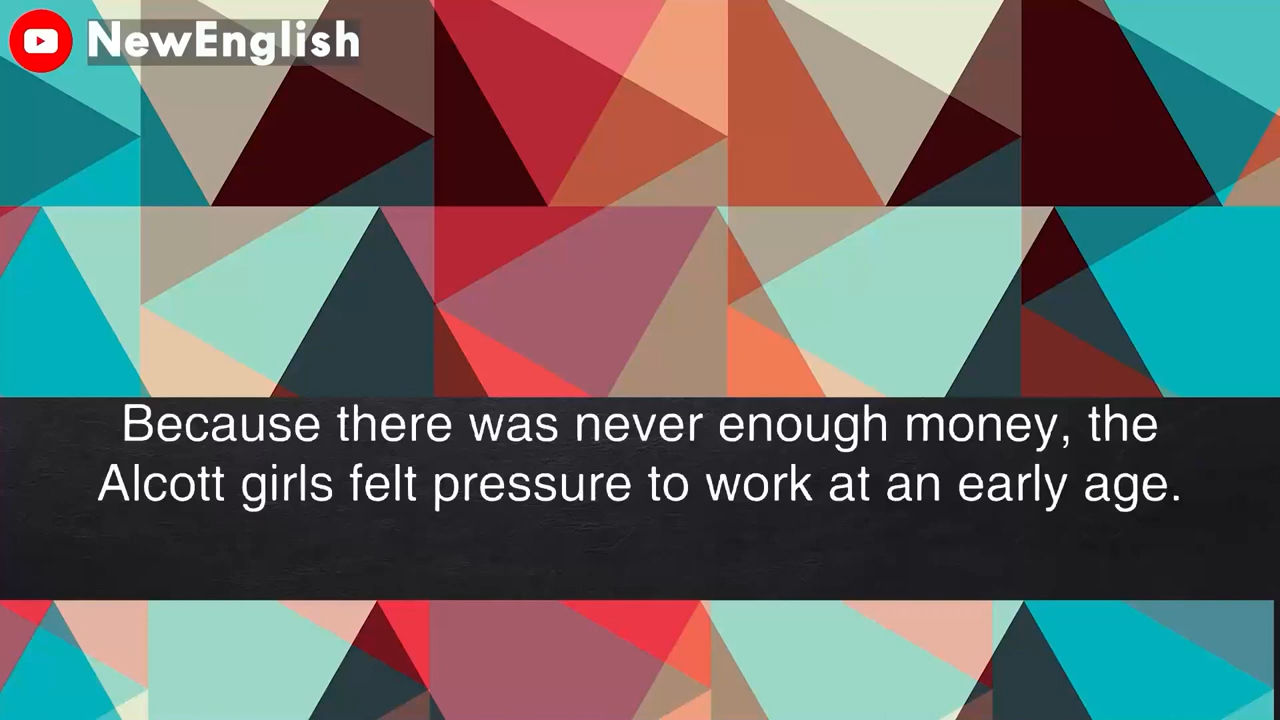 NewEnglish
Because there was never enough money, the
Alcott girls felt pressure to work at an early age.